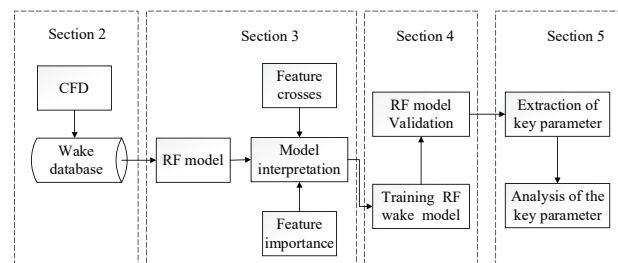 Section 2
CFD
Wake
database
Section 3
Feature
crosses
RF model
Model
interpretation
Feature
importance
Section 4
RF model
Validation
Training RF
wake model
Section 5
Extraction of
key parameter
Analysis of the
key parameter